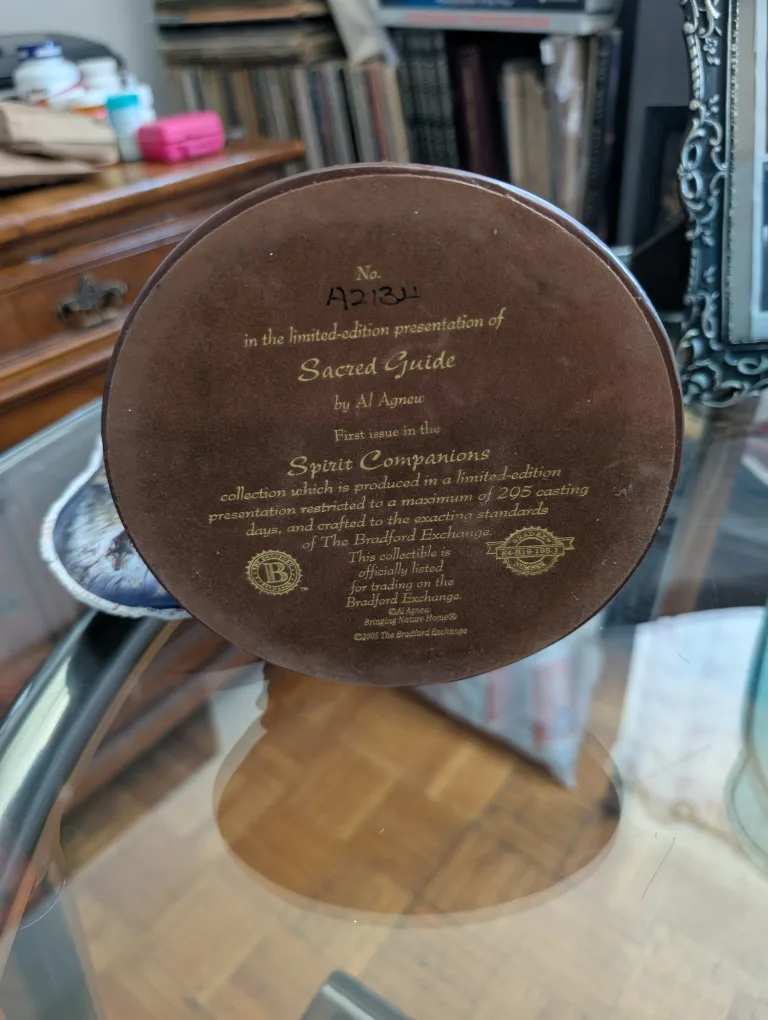 No.
A2134
in the limited-edition presentation of
Sacred Guide
by Al Agnew
First issue in the
Spirit Companions
collection which is produced in a limited-edition
presentation restricted to a maximum of 295 casting
days, and crafted to the exacting standards
of The Bradford Exchange.
This collectible is
officially listed
for trading on the
Bradford Exchange.
B
™
©Al Agnew
Bringing Nature Home®
©2005 The Bradford Exchange